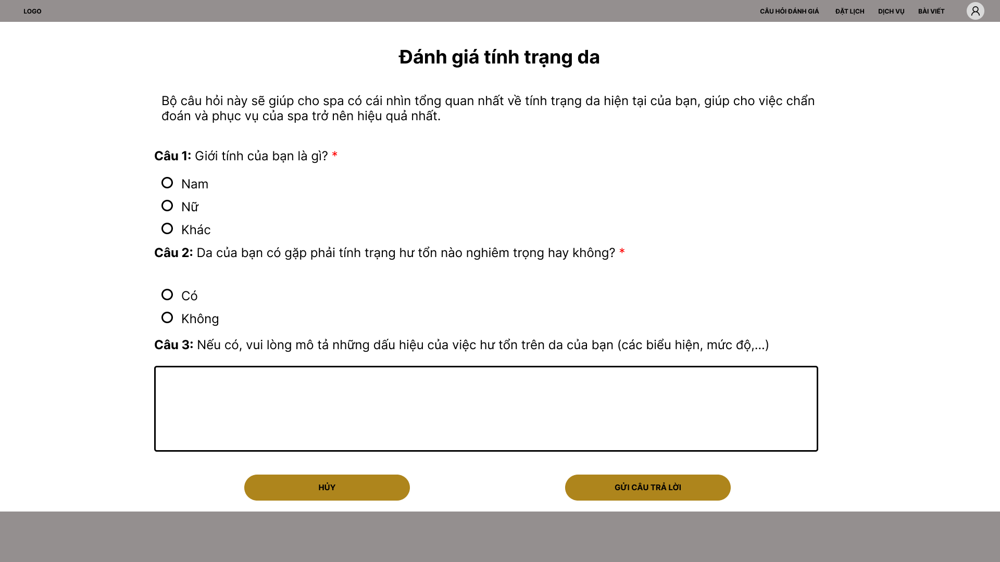 LOGO
CÂU HỎI ĐÁNH GIÁ
ĐẶT LỊCH
DỊCH VỤ
BÀI VIẾT
Đánh giá tính trạng da
Bộ câu hỏi này sẽ giúp cho spa có cái nhìn tổng quan nhất về tính trạng da hiện tại của bạn, giúp cho việc chẩn
đoán và phục vụ của spa trở nên hiệu quả nhất.
Câu 1: Giới tính của bạn là gì? *
Nam
Nữ
Khác
Câu 2: Da của bạn có gặp phải tính trạng hư tổn nào nghiêm trọng hay không? *
Có
Không
Câu 3: Nếu có, vui lòng mô tả những dấu hiệu của việc hư tổn trên da của bạn (các biểu hiện, mức độ,...)
HỦY
GỬI CÂU TRẢ LỜI